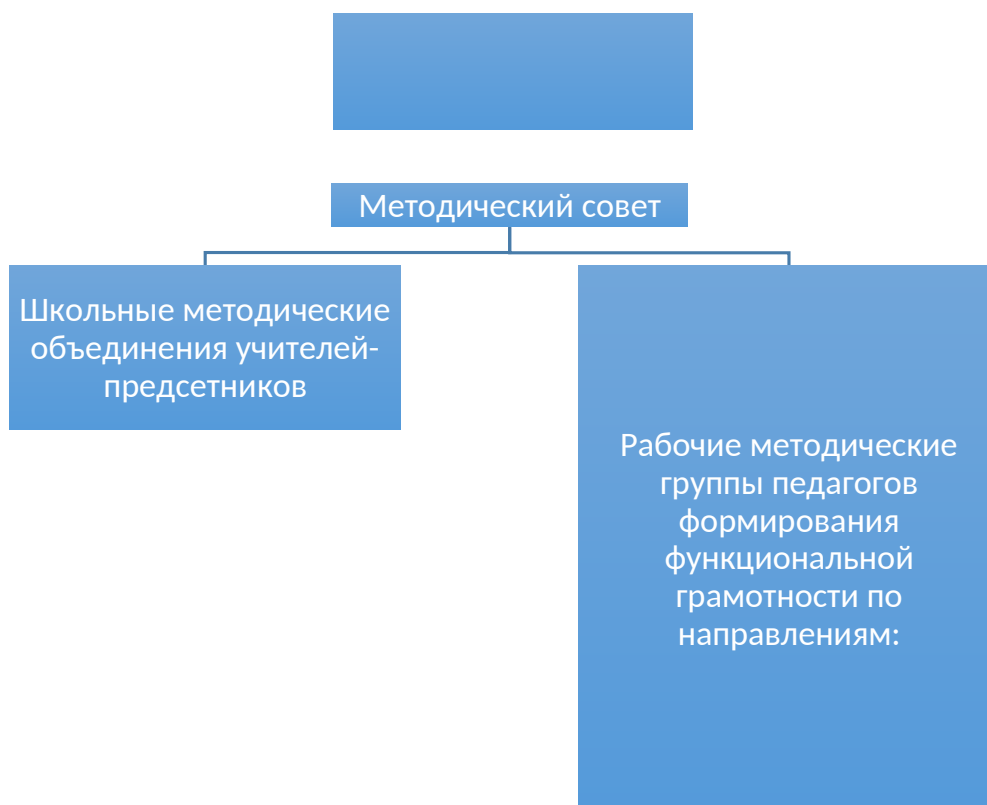 Методический совет
Школьные методические
объединения учителей-
предсетников
Рабочие методические
группы педагогов
формирования
функциональной
грамотности по
направлениям: